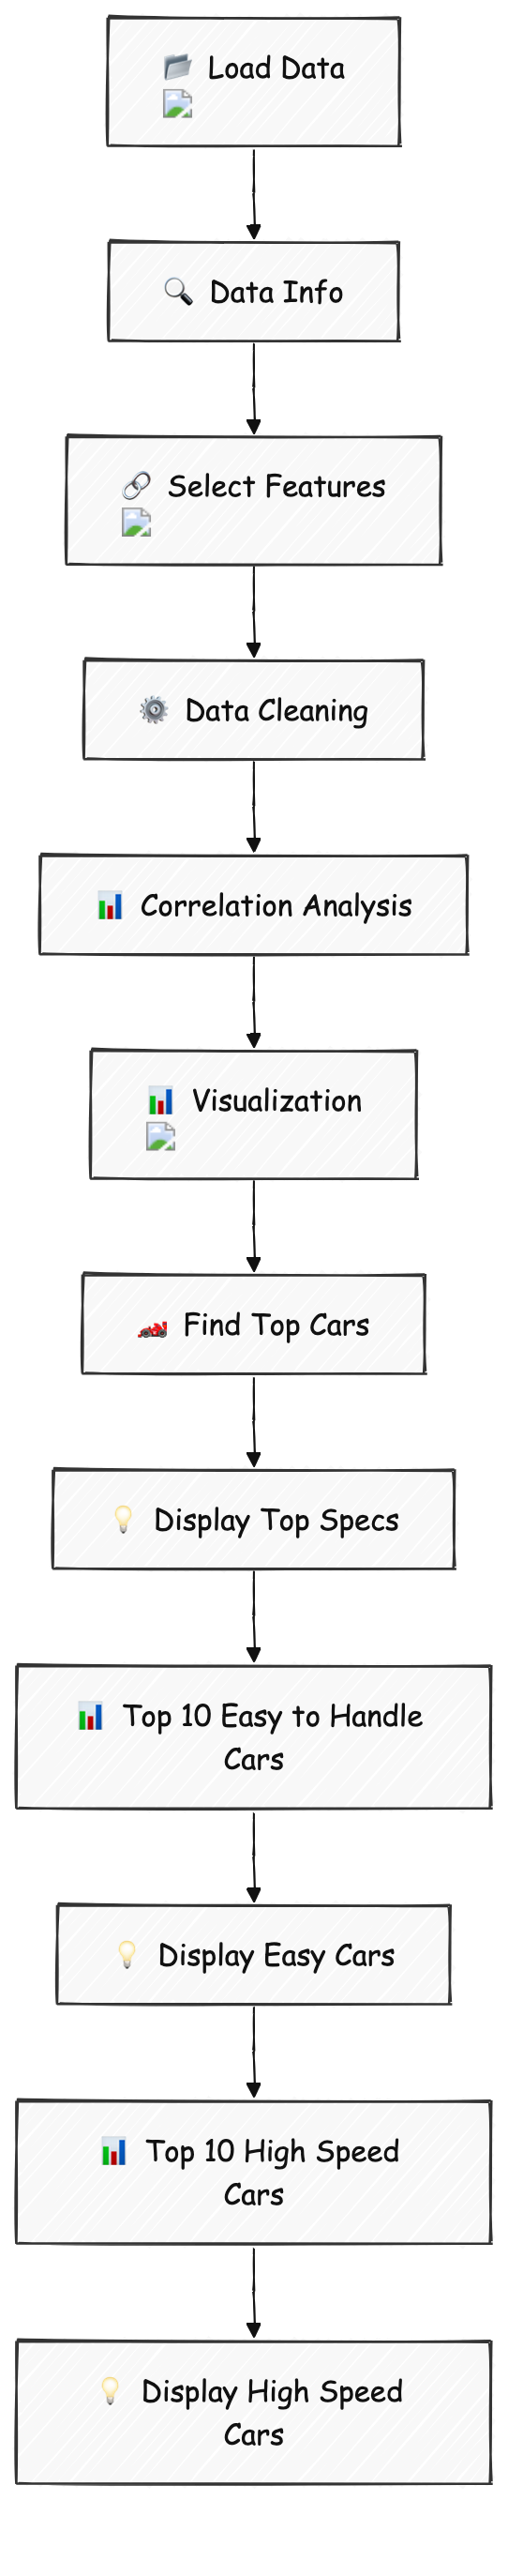 Load Data
Data Info
Select Features
Data Cleaning
Correlation Analysis
Visualization
Find Top Cars
Display Top Specs
Top 10 Easy to Handle
Cars
Display Easy Cars
Top 10 High Speed
Cars
Display High Speed
Cars